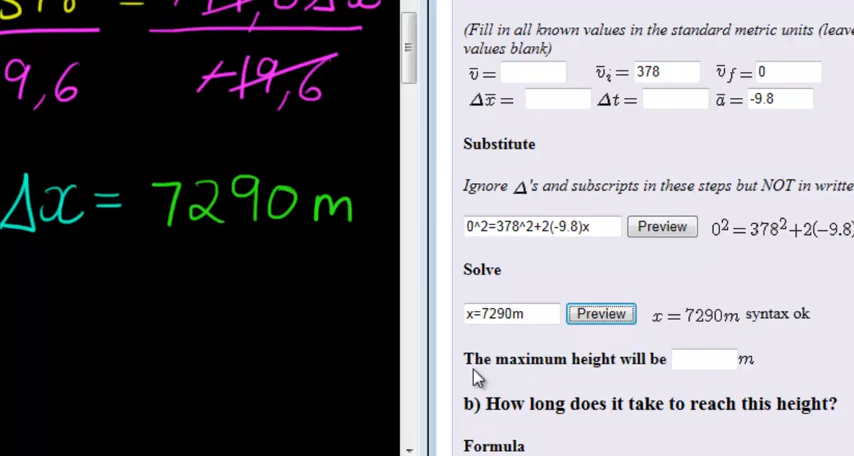 9,6
-19,6
Δx = 7290 m
(Fill in all known values in the standard metric units (leave
values blank)
v̄ = v̄ᵢ = 378 v̄f = 0
Δx̄ = Δt = ā = -9.8
Substitute
Ignore Δ's and subscripts in these steps but NOT in writte
0^2=378^2+2(-9.8)x Preview 0² = 378²+2(−9.8)
Solve
x=7290m Preview x = 7290m syntax ok
The maximum height will be m
b) How long does it take to reach this height?
Formula